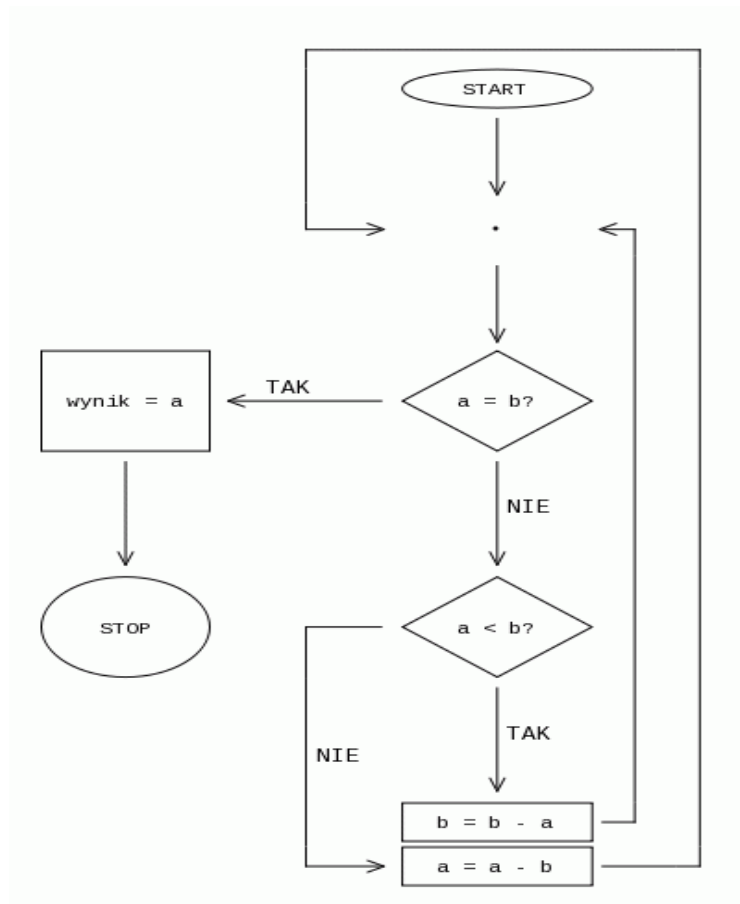 START
.
a = b?
TAK
wynik = a
NIE
STOP
a < b?
TAK
NIE
b = b - a
a = a - b